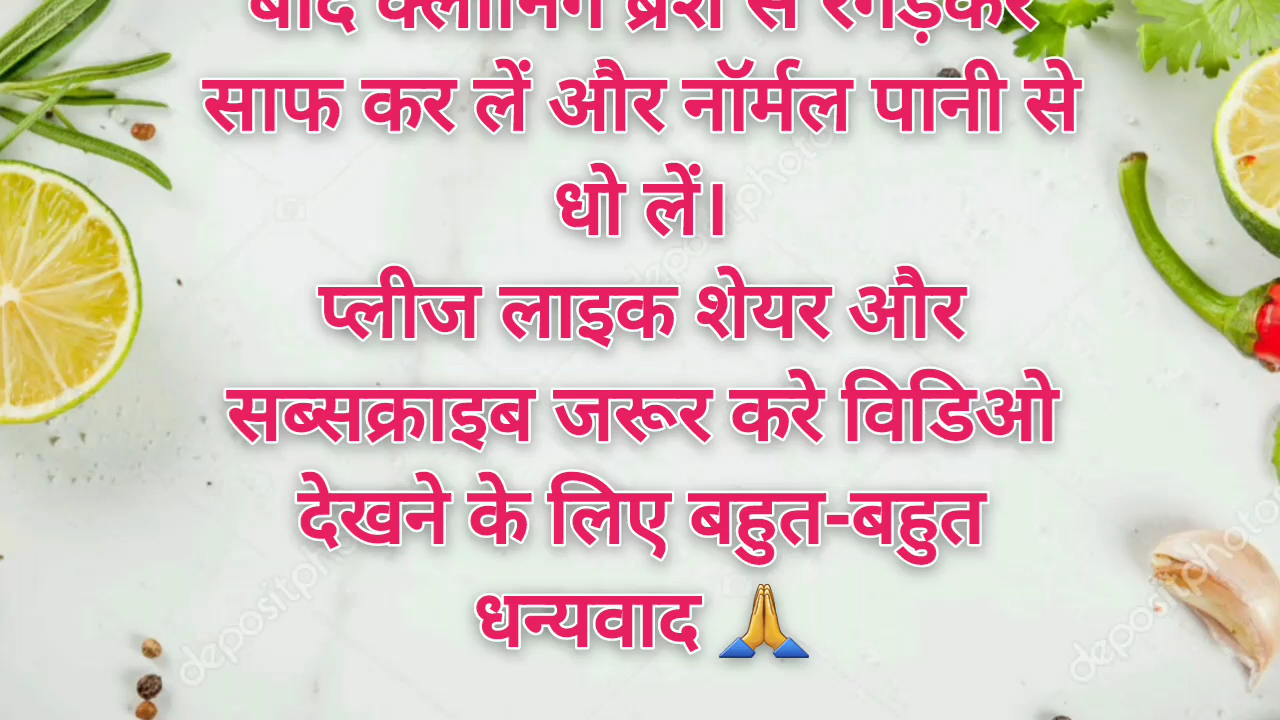 बाद क्लीनिंग ब्रश से रगड़कर
साफ कर लें और नॉर्मल पानी से
धो लें।
प्लीज लाइक शेयर और
सब्सक्राइब जरूर करे विडिओ
देखने के लिए बहुत-बहुत
धन्यवाद 🙏
depositphotos